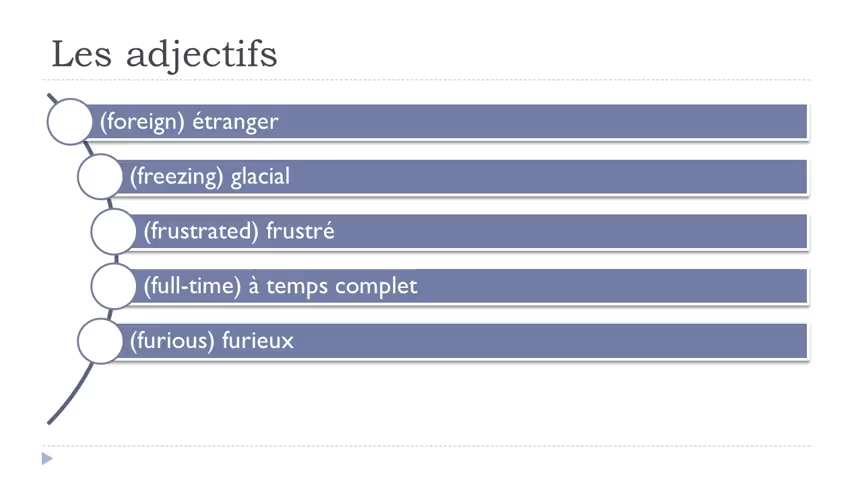 Les adjectifs
(foreign) étranger
(freezing) glacial
(frustrated) frustré
(full-time) à temps complet
(furious) furieux